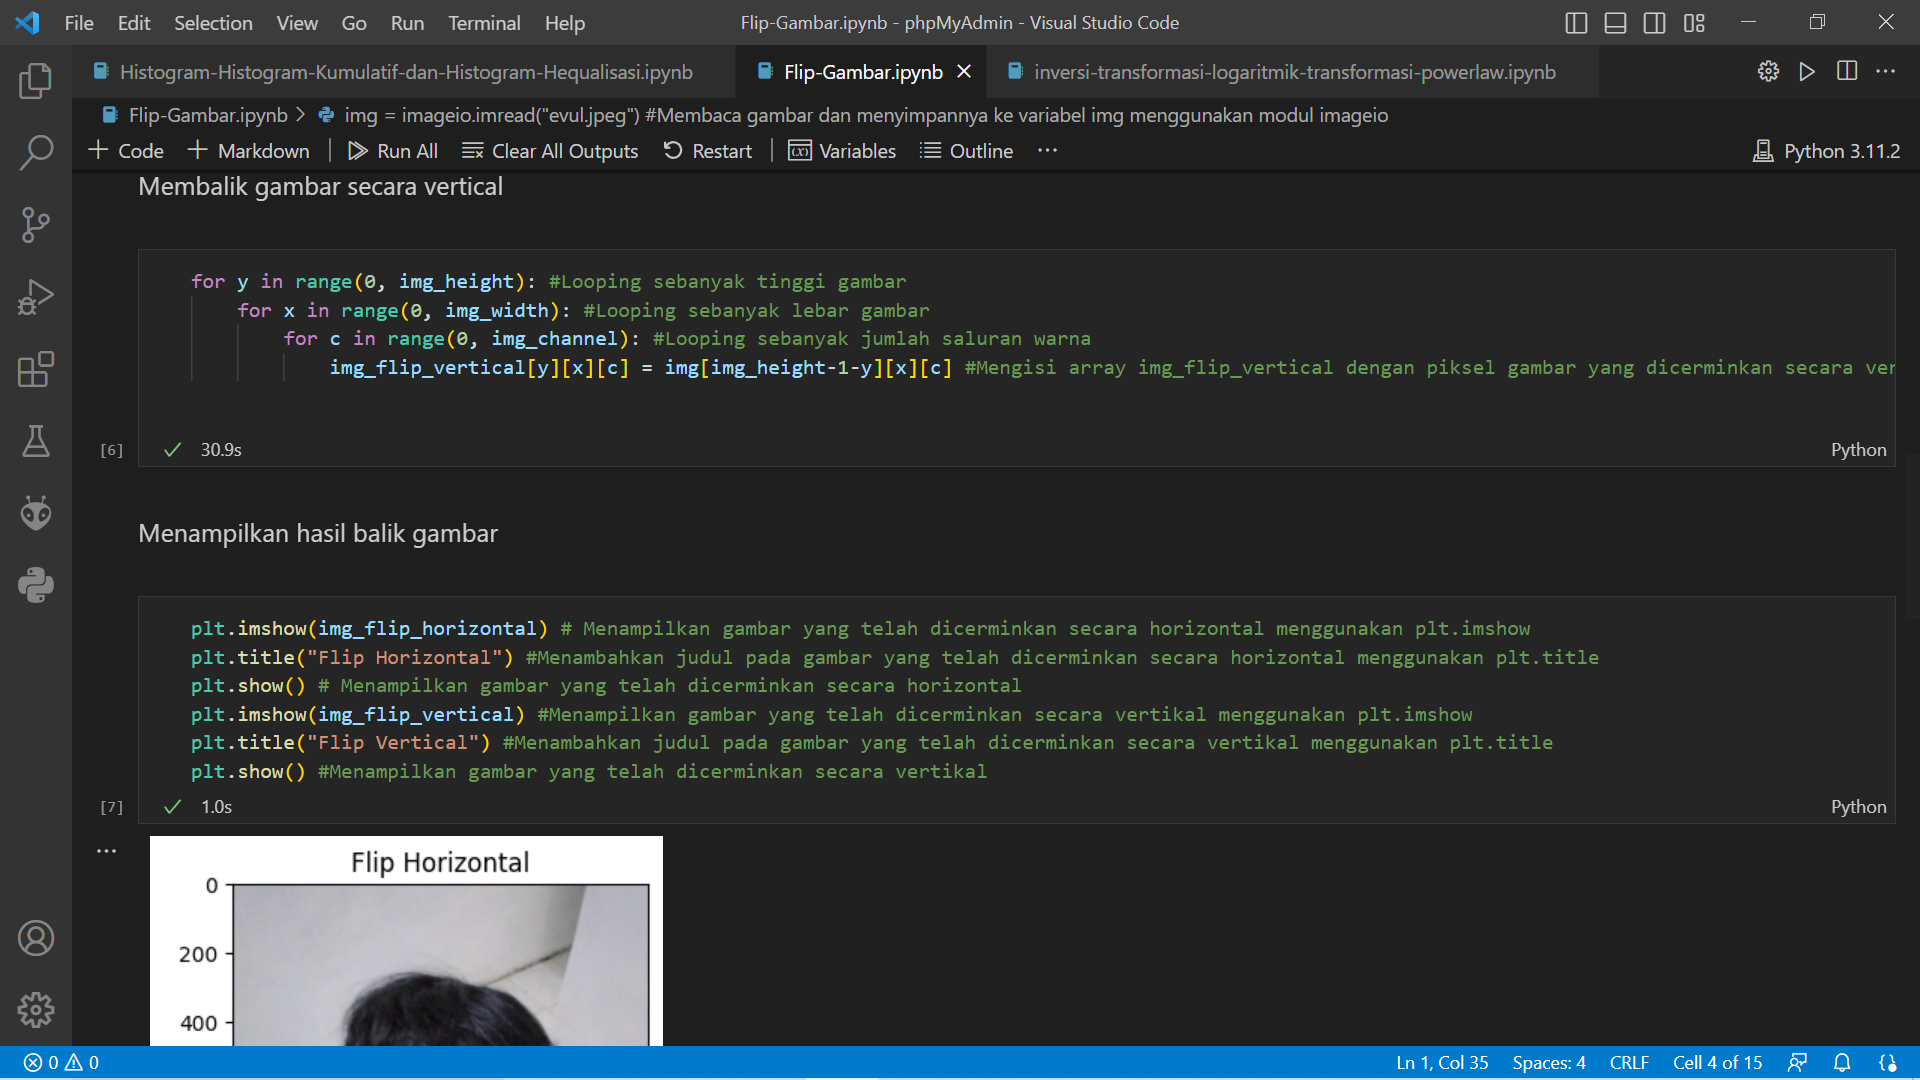 File Edit Selection View Go Run Terminal Help Flip-Gambar.ipynb - phpMyAdmin - Visual Studio Code
Histogram-Histogram-Kumulatif-dan-Histogram-Hequalisasi.ipynb Flip-Gambar.ipynb inversi-transformasi-logaritmik-transformasi-powerlaw.ipynb
Flip-Gambar.ipynb > img = imageio.imread("evul.jpeg") #Membaca gambar dan menyimpannya ke variabel img menggunakan modul imageio
+ Code + Markdown | Run All Clear All Outputs Restart | Variables Outline ... Python 3.11.2
Membalik gambar secara vertical
for y in range(0, img_height): #Looping sebanyak tinggi gambar
for x in range(0, img_width): #Looping sebanyak lebar gambar
for c in range(0, img_channel): #Looping sebanyak jumlah saluran warna
img_flip_vertical[y][x][c] = img[img_height-1-y][x][c] #Mengisi array img_flip_vertical dengan piksel gambar yang dicerminkan secara ver
[6] 30.9s Python
Menampilkan hasil balik gambar
plt.imshow(img_flip_horizontal) # Menampilkan gambar yang telah dicerminkan secara horizontal menggunakan plt.imshow
plt.title("Flip Horizontal") #Menambahkan judul pada gambar yang telah dicerminkan secara horizontal menggunakan plt.title
plt.show() # Menampilkan gambar yang telah dicerminkan secara horizontal
plt.imshow(img_flip_vertical) #Menampilkan gambar yang telah dicerminkan secara vertikal menggunakan plt.imshow
plt.title("Flip Vertical") #Menambahkan judul pada gambar yang telah dicerminkan secara vertikal menggunakan plt.title
plt.show() #Menampilkan gambar yang telah dicerminkan secara vertikal
[7] 1.0s Python
...
Flip Horizontal
0
200
400
0 0 Ln 1, Col 35 Spaces: 4 CRLF Cell 4 of 15